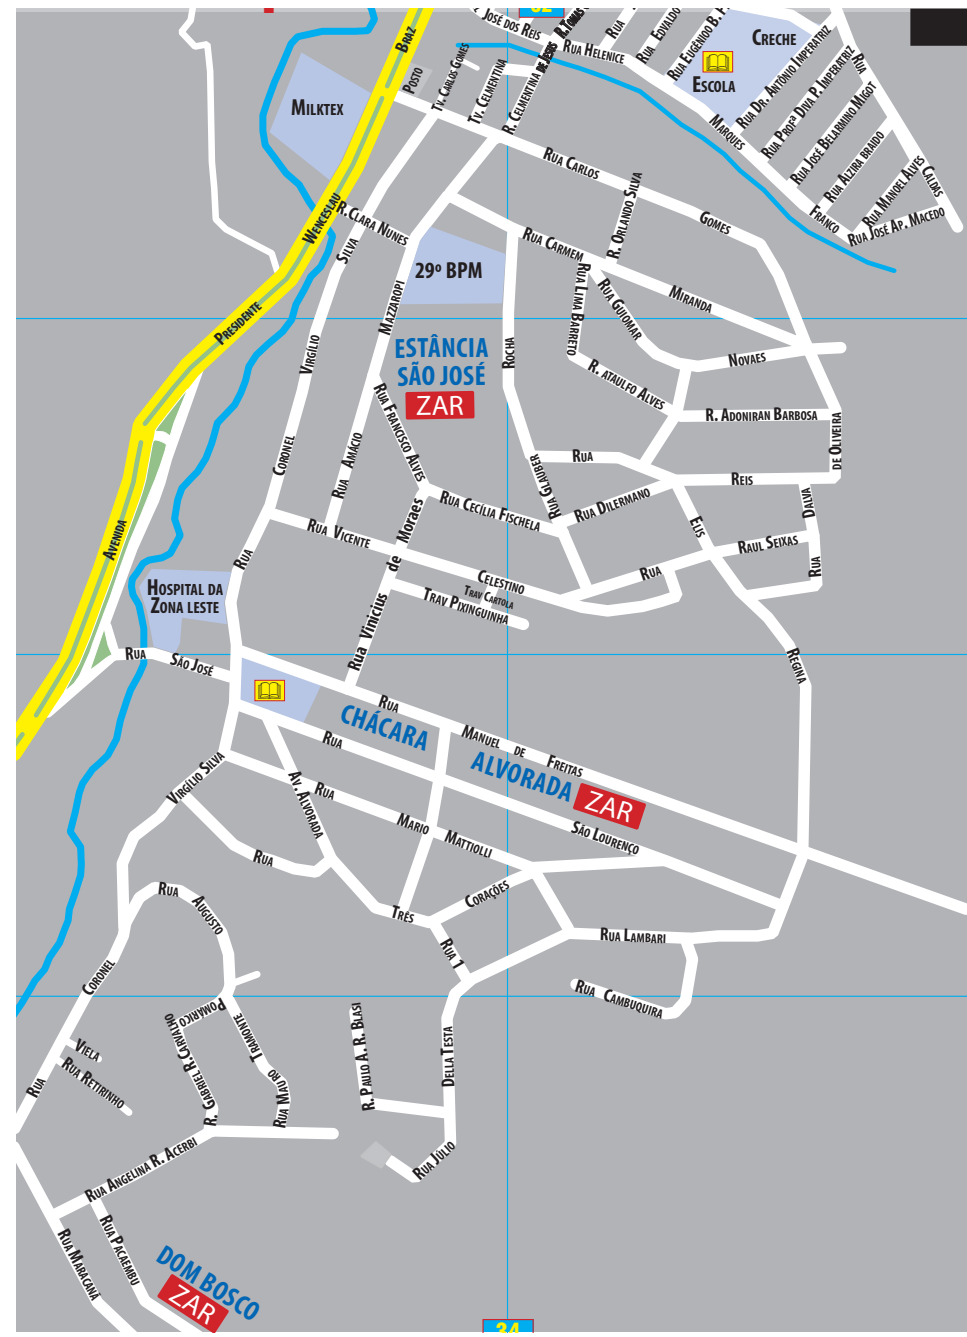 JOSÉ DOS REIS
R.TOMAS
RUA HELENICE
RUA
RUA EDVALDO
RUA EUGÊNIO B. F
CRECHE
ESCOLA
RUA DR. ANTÔNIO IMPERATRIZ
RUA PROFª DIVA P. IMPERATRIZ
RUA JOSÉ BELARMINO MIGOT
RUA ALZIRA BRAIDO
RUA MANOEL ALVES
RUA JOSÉ AP. MACEDO
RUA
CALDAS
MARQUES
FRANCO
BRAZ
POSTO
TV. CARLOS GOMES
TV. CELMENTINA
R. CELMENTINA DE JESUS
MILKTEX
WENCESLAU
PRESIDENTE
AVENIDA
RUA CARLOS
GOMES
R. CLARA NUNES
SILVA
VIRGÍLIO
CORONEL
RUA
29º BPM
MAZZAROPI
RUA AMÁCIO
RUA CARMEM
MIRANDA
R. ORLANDO SILVA
RUA LIMA BARRETO
RUA GUIOMAR
NOVAES
R. ATAULFO ALVES
R. ADONIRAN BARBOSA
DE OLIVEIRA
ROCHA
RUA GLAUBER
ESTÂNCIA
SÃO JOSÉ
ZAR
RUA FRANCISCO ALVES
RUA
REIS
RUA DILERMANO
RUA CECÍLIA FISCHELA
RUA VICENTE
CELESTINO
Rua Vinicius de Moraes
TRAV CARTOLA
TRAV PIXINGUINHA
ELIS
REGINA
RUA
RAUL SEIXAS
DALVA
RUA
HOSPITAL DA
ZONA LESTE
RUA
SÃO JOSÉ
RUA
MANUEL DE FREITAS
CHÁCARA
ALVORADA
ZAR
RUA
SÃO LOURENÇO
VIRGÍLIO SILVA
AV. ALVORADA
RUA
MARIO
MATTIOLLI
RUA
TRÊS
CORAÇÕES
RUA 1
RUA LAMBARI
RUA CAMBUQUIRA
RUA
AUGUSTO
CORONEL
RUA
POMÁRICO
TRAMONTE
R. GABRIEL R.CARVALHO
RUA MAURO
VIELA
RUA RETIRINHO
R. PAULO A. R. BLASI
DELLA TESTA
RUA JÚLIO
RUA ANGELINA R. ACERBI
RUA PACAEMBU
RUA MARACANÃ
DOM BOSCO
ZAR
34